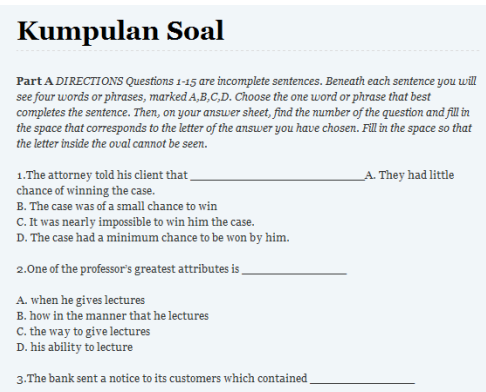 Kumpulan Soal
Part A DIRECTIONS Questions 1-15 are incomplete sentences. Beneath each sentence you will
see four words or phrases, marked A,B,C,D. Choose the one word or phrase that best
completes the sentence. Then, on your answer sheet, find the number of the question and fill in
the space that corresponds to the letter of the answer you have chosen. Fill in the space so that
the letter inside the oval cannot be seen.
1.The attorney told his client that ______________________________A. They had little
chance of winning the case.
B. The case was of a small chance to win
C. It was nearly impossible to win him the case.
D. The case had a minimum chance to be won by him.
2.One of the professor's greatest attributes is __________________
A. when he gives lectures
B. how in the manner that he lectures
C. the way to give lectures
D. his ability to lecture
3.The bank sent a notice to its customers which contained __________________